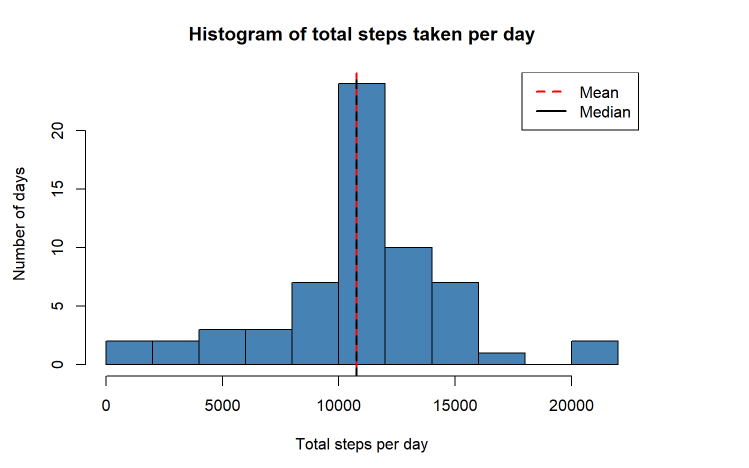 Histogram of total steps taken per day
Mean
Median
Number of days
20
15
10
5
0
0 5000 10000 15000 20000
Total steps per day